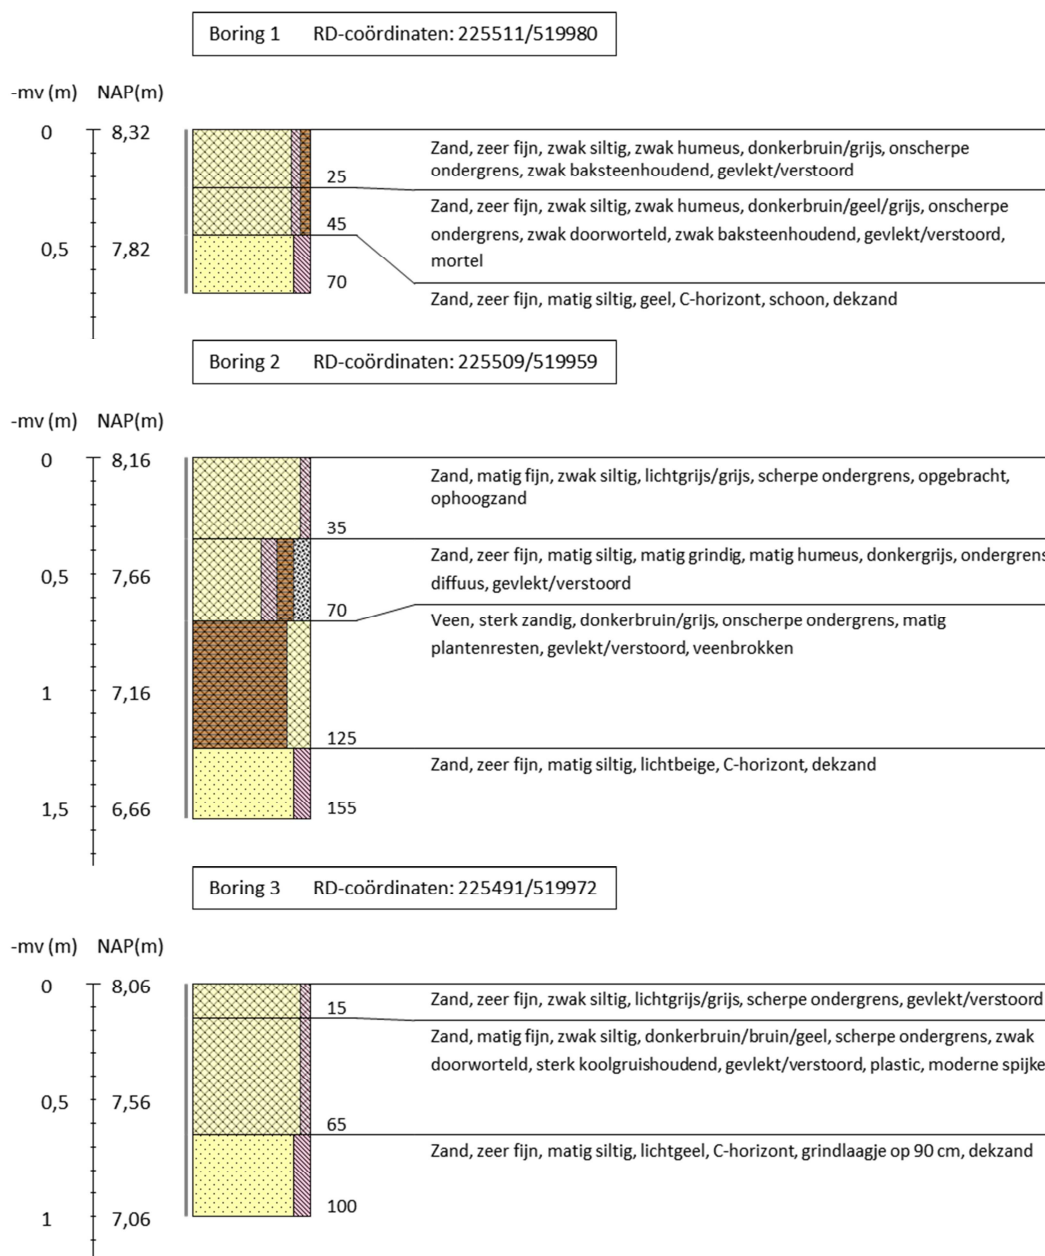 Boring 1 RD-coördinaten: 225511/519980
-mv (m) NAP(m)
0 8,32
Zand, zeer fijn, zwak siltig, zwak humeus, donkerbruin/grijs, onscherpe
ondergrens, zwak baksteenhoudend, gevlekt/verstoord
25
Zand, zeer fijn, zwak siltig, zwak humeus, donkerbruin/geel/grijs, onscherpe
45
ondergrens, zwak doorworteld, zwak baksteenhoudend, gevlekt/verstoord,
0,5 7,82
mortel
70
Zand, zeer fijn, matig siltig, geel, C-horizont, schoon, dekzand
Boring 2 RD-coördinaten: 225509/519959
-mv (m) NAP(m)
0 8,16
Zand, matig fijn, zwak siltig, lichtgrijs/grijs, scherpe ondergrens, opgebracht,
ophoogzand
35
Zand, zeer fijn, matig siltig, matig grindig, matig humeus, donkergrijs, ondergrens
0,5 7,66
diffuus, gevlekt/verstoord
70
Veen, sterk zandig, donkerbruin/grijs, onscherpe ondergrens, matig
plantenresten, gevlekt/verstoord, veenbrokken
1 7,16
125
Zand, zeer fijn, matig siltig, lichtbeige, C-horizont, dekzand
1,5 6,66
155
Boring 3 RD-coördinaten: 225491/519972
-mv (m) NAP(m)
0 8,06
Zand, zeer fijn, zwak siltig, lichtgrijs/grijs, scherpe ondergrens, gevlekt/verstoord
15
Zand, matig fijn, zwak siltig, donkerbruin/bruin/geel, scherpe ondergrens, zwak
doorworteld, sterk koolgruishoudend, gevlekt/verstoord, plastic, moderne spijke
0,5 7,56
65
Zand, zeer fijn, matig siltig, lichtgeel, C-horizont, grindlaagje op 90 cm, dekzand
100
1 7,06